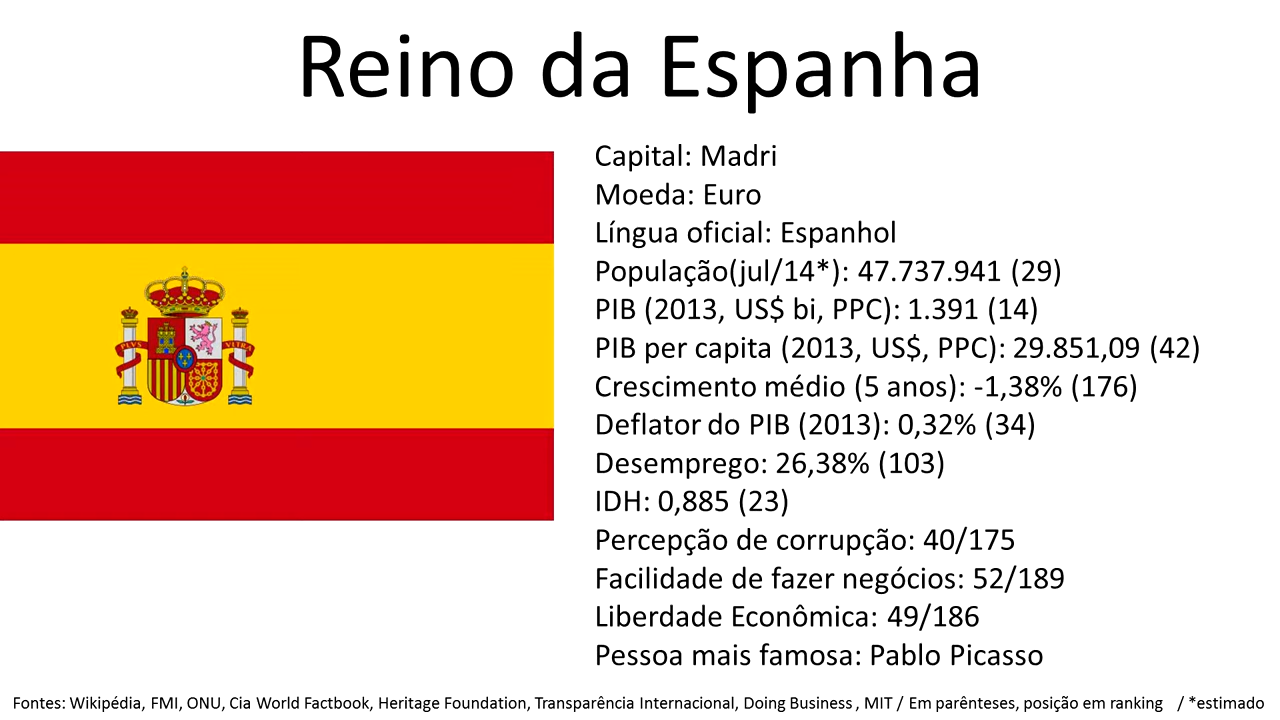 Reino da Espanha
Capital: Madri
Moeda: Euro
Língua oficial: Espanhol
População(jul/14*): 47.737.941 (29)
PIB (2013, US$ bi, PPC): 1.391 (14)
PIB per capita (2013, US$, PPC): 29.851,09 (42)
Crescimento médio (5 anos): -1,38% (176)
Deflator do PIB (2013): 0,32% (34)
Desemprego: 26,38% (103)
IDH: 0,885 (23)
Percepção de corrupção: 40/175
Facilidade de fazer negócios: 52/189
Liberdade Econômica: 49/186
Pessoa mais famosa: Pablo Picasso
PLVS VLTRA
Fontes: Wikipédia, FMI, ONU, Cia World Factbook, Heritage Foundation, Transparência Internacional, Doing Business , MIT / Em parênteses, posição em ranking / *estimado